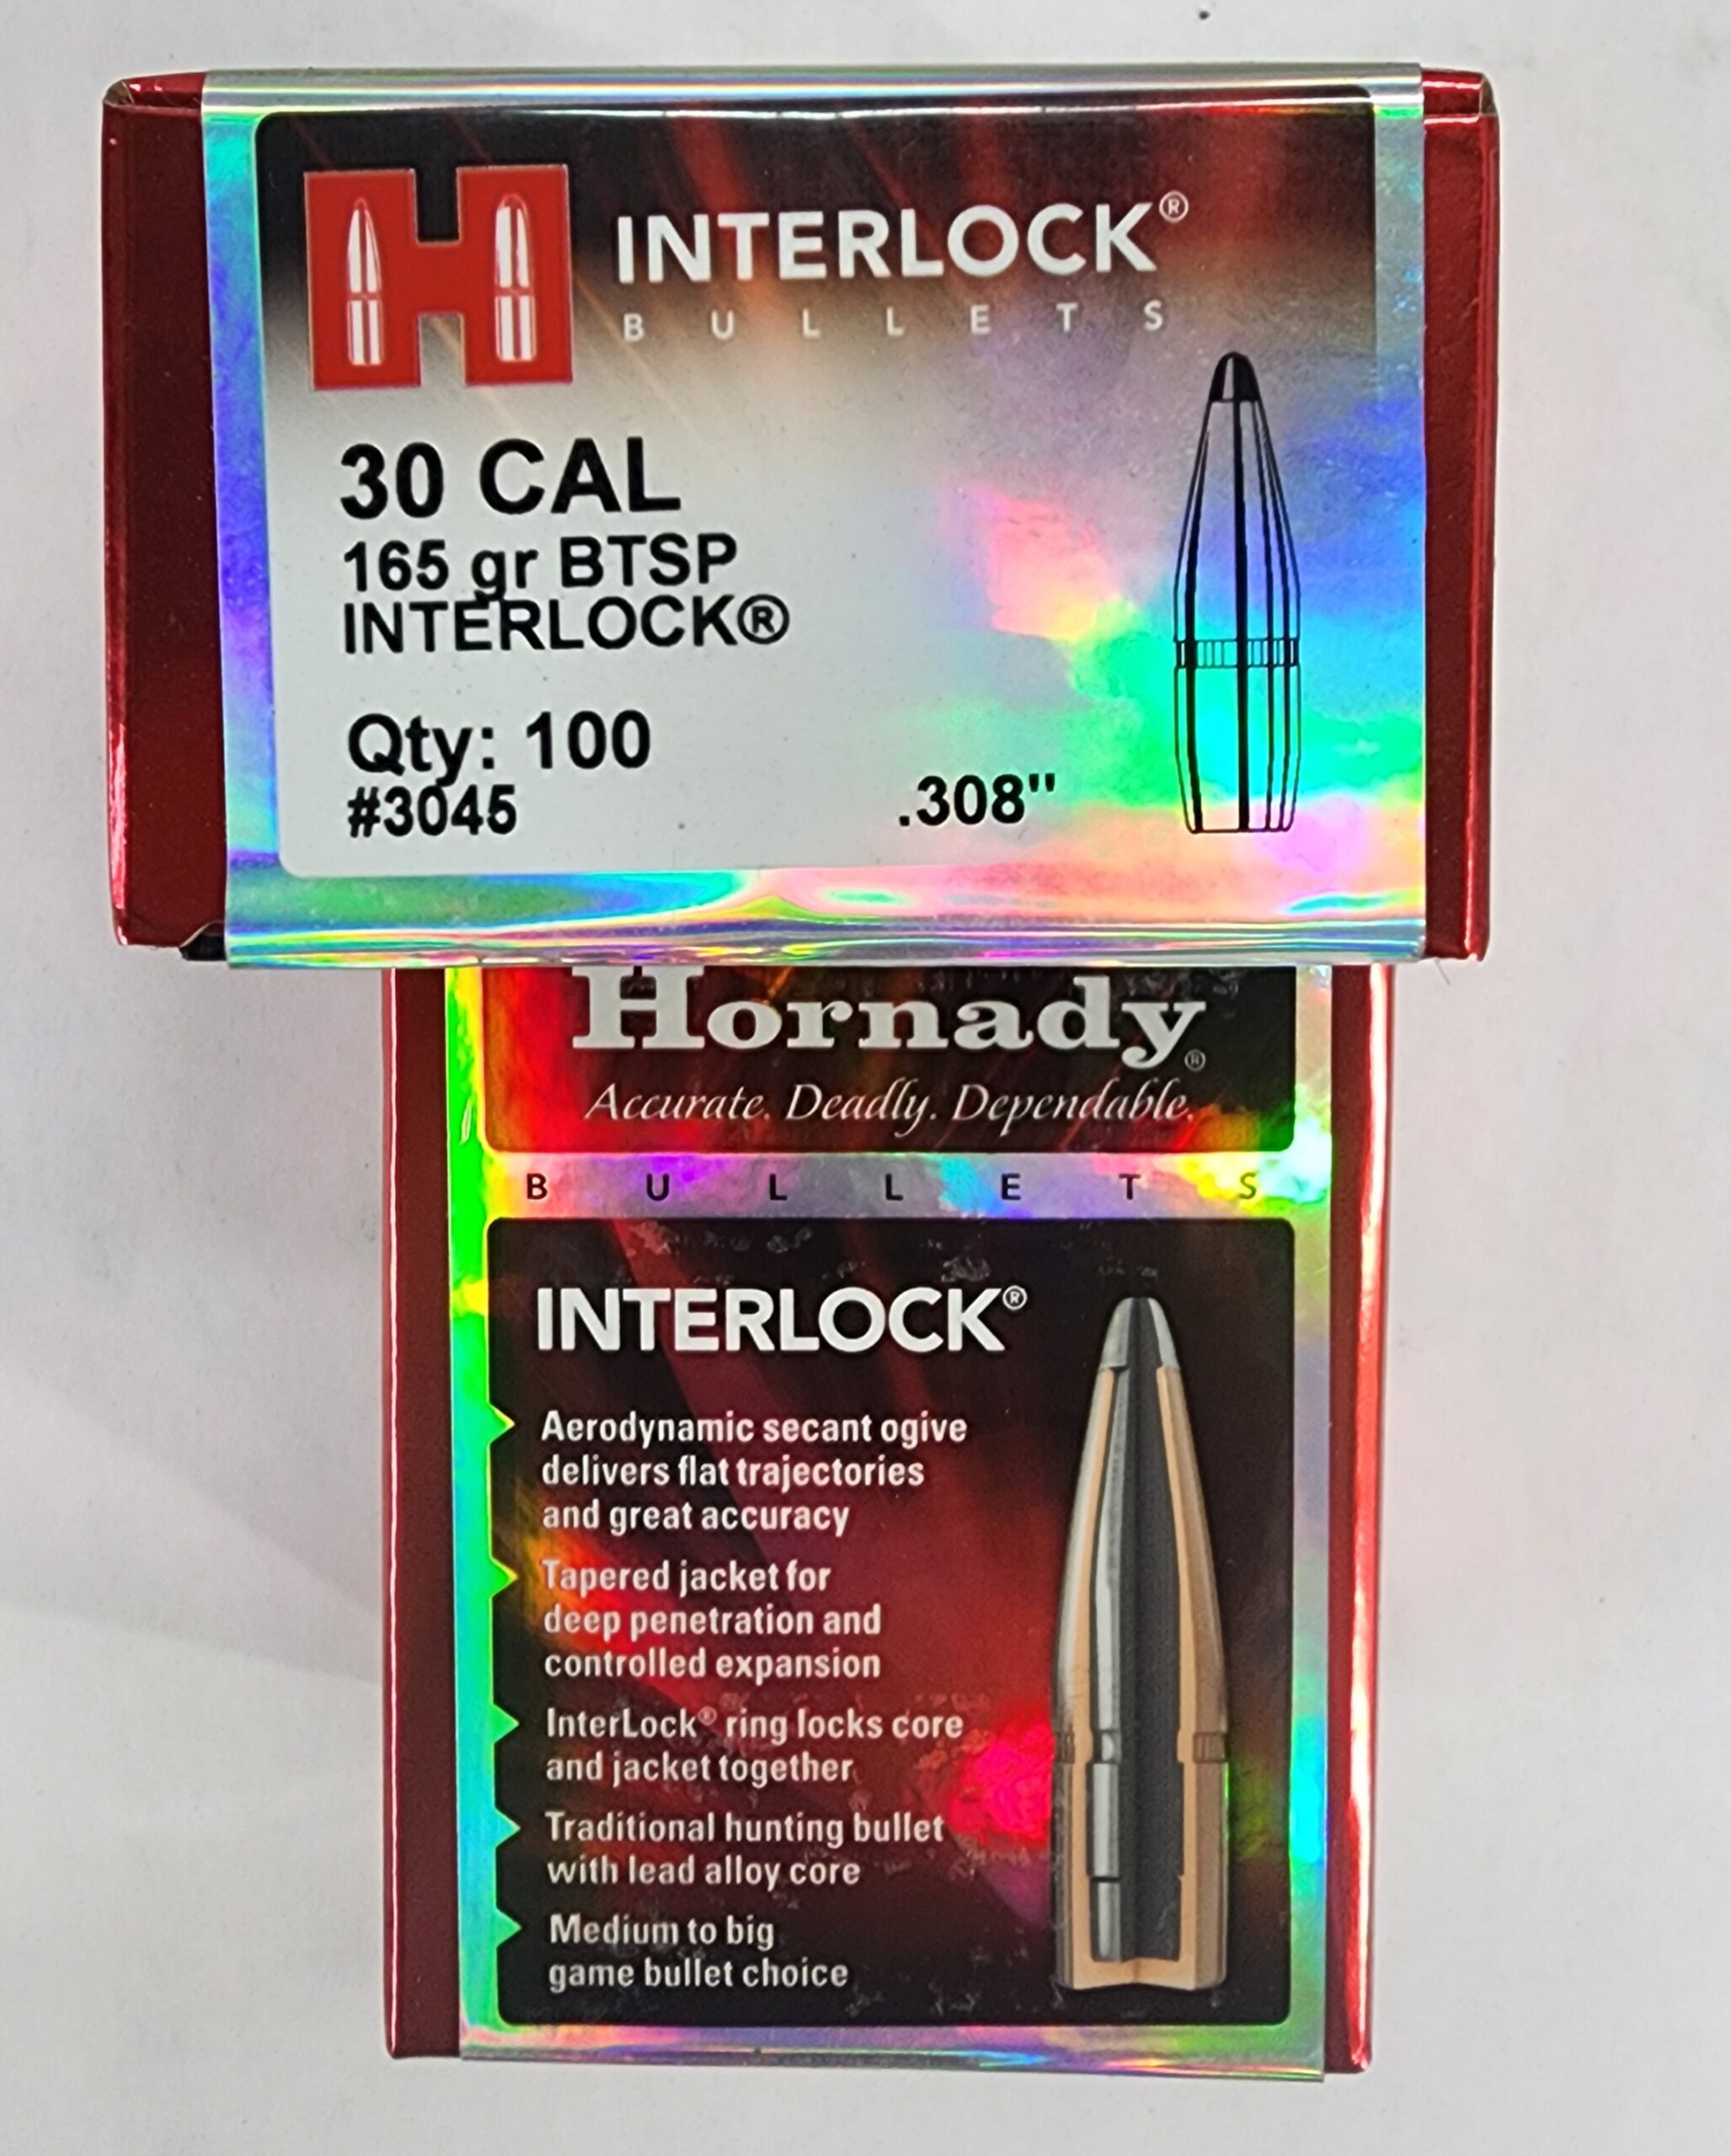 H
INTERLOCK®
BULLETS
30 CAL
165 gr BTSP
INTERLOCK®
Qty: 100
#3045
.308"
Hornady®
Accurate. Deadly. Dependable.
BULLETS
INTERLOCK®
Aerodynamic secant ogive
delivers flat trajectories
and great accuracy
Tapered jacket for
deep penetration and
controlled expansion
InterLock® ring locks core
and jacket together
Traditional hunting bullet
with lead alloy core
Medium to big
game bullet choice